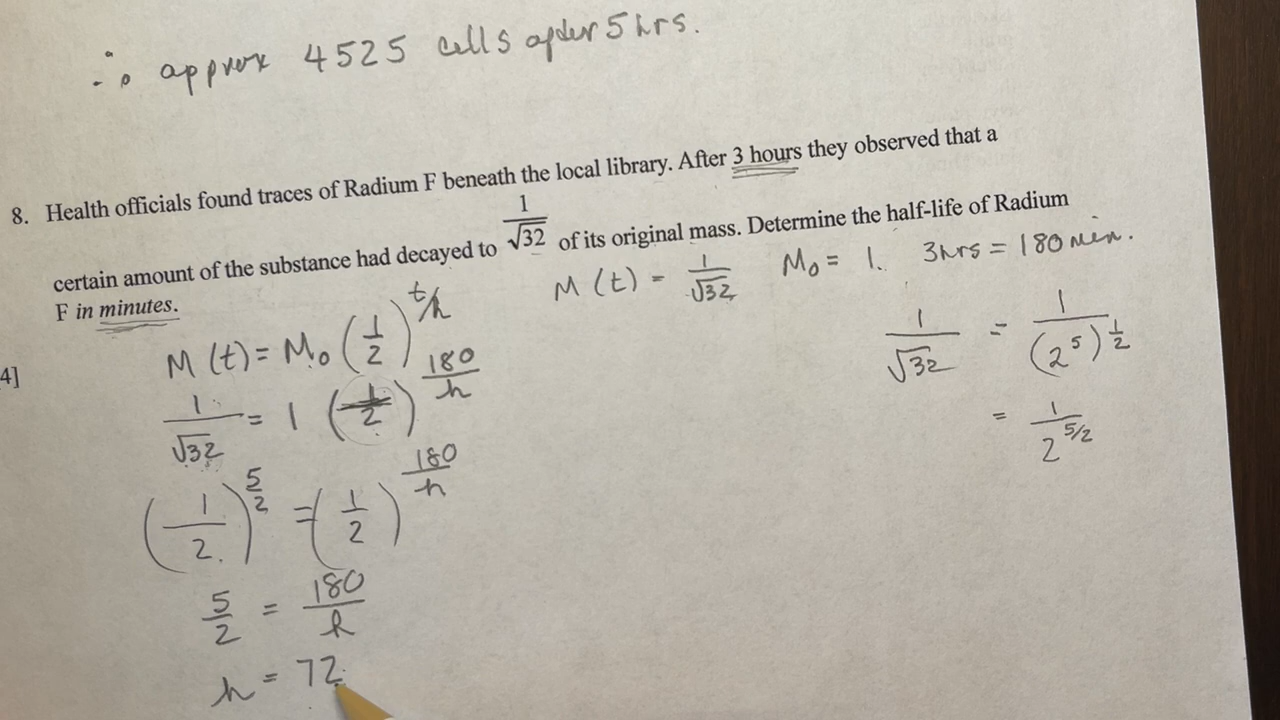 ∴ approx 4525 cells after 5 hrs.
8. Health officials found traces of Radium F beneath the local library. After 3 hours they observed that a
certain amount of the substance had decayed to 1/√32 of its original mass. Determine the half-life of Radium
F in minutes.
M(t) = 1/√32 M₀ = 1. 3hrs = 180 min.
4]
M(t) = M₀ (1/2)^(t/h)
1/√32 = 1 (1/2)^(180/h)
(1/2)^(5/2) = (1/2)^(180/h)
5/2 = 180/h
h = 72
1/√32 = 1/(2⁵)^(1/2)
= 1/2^(5/2)